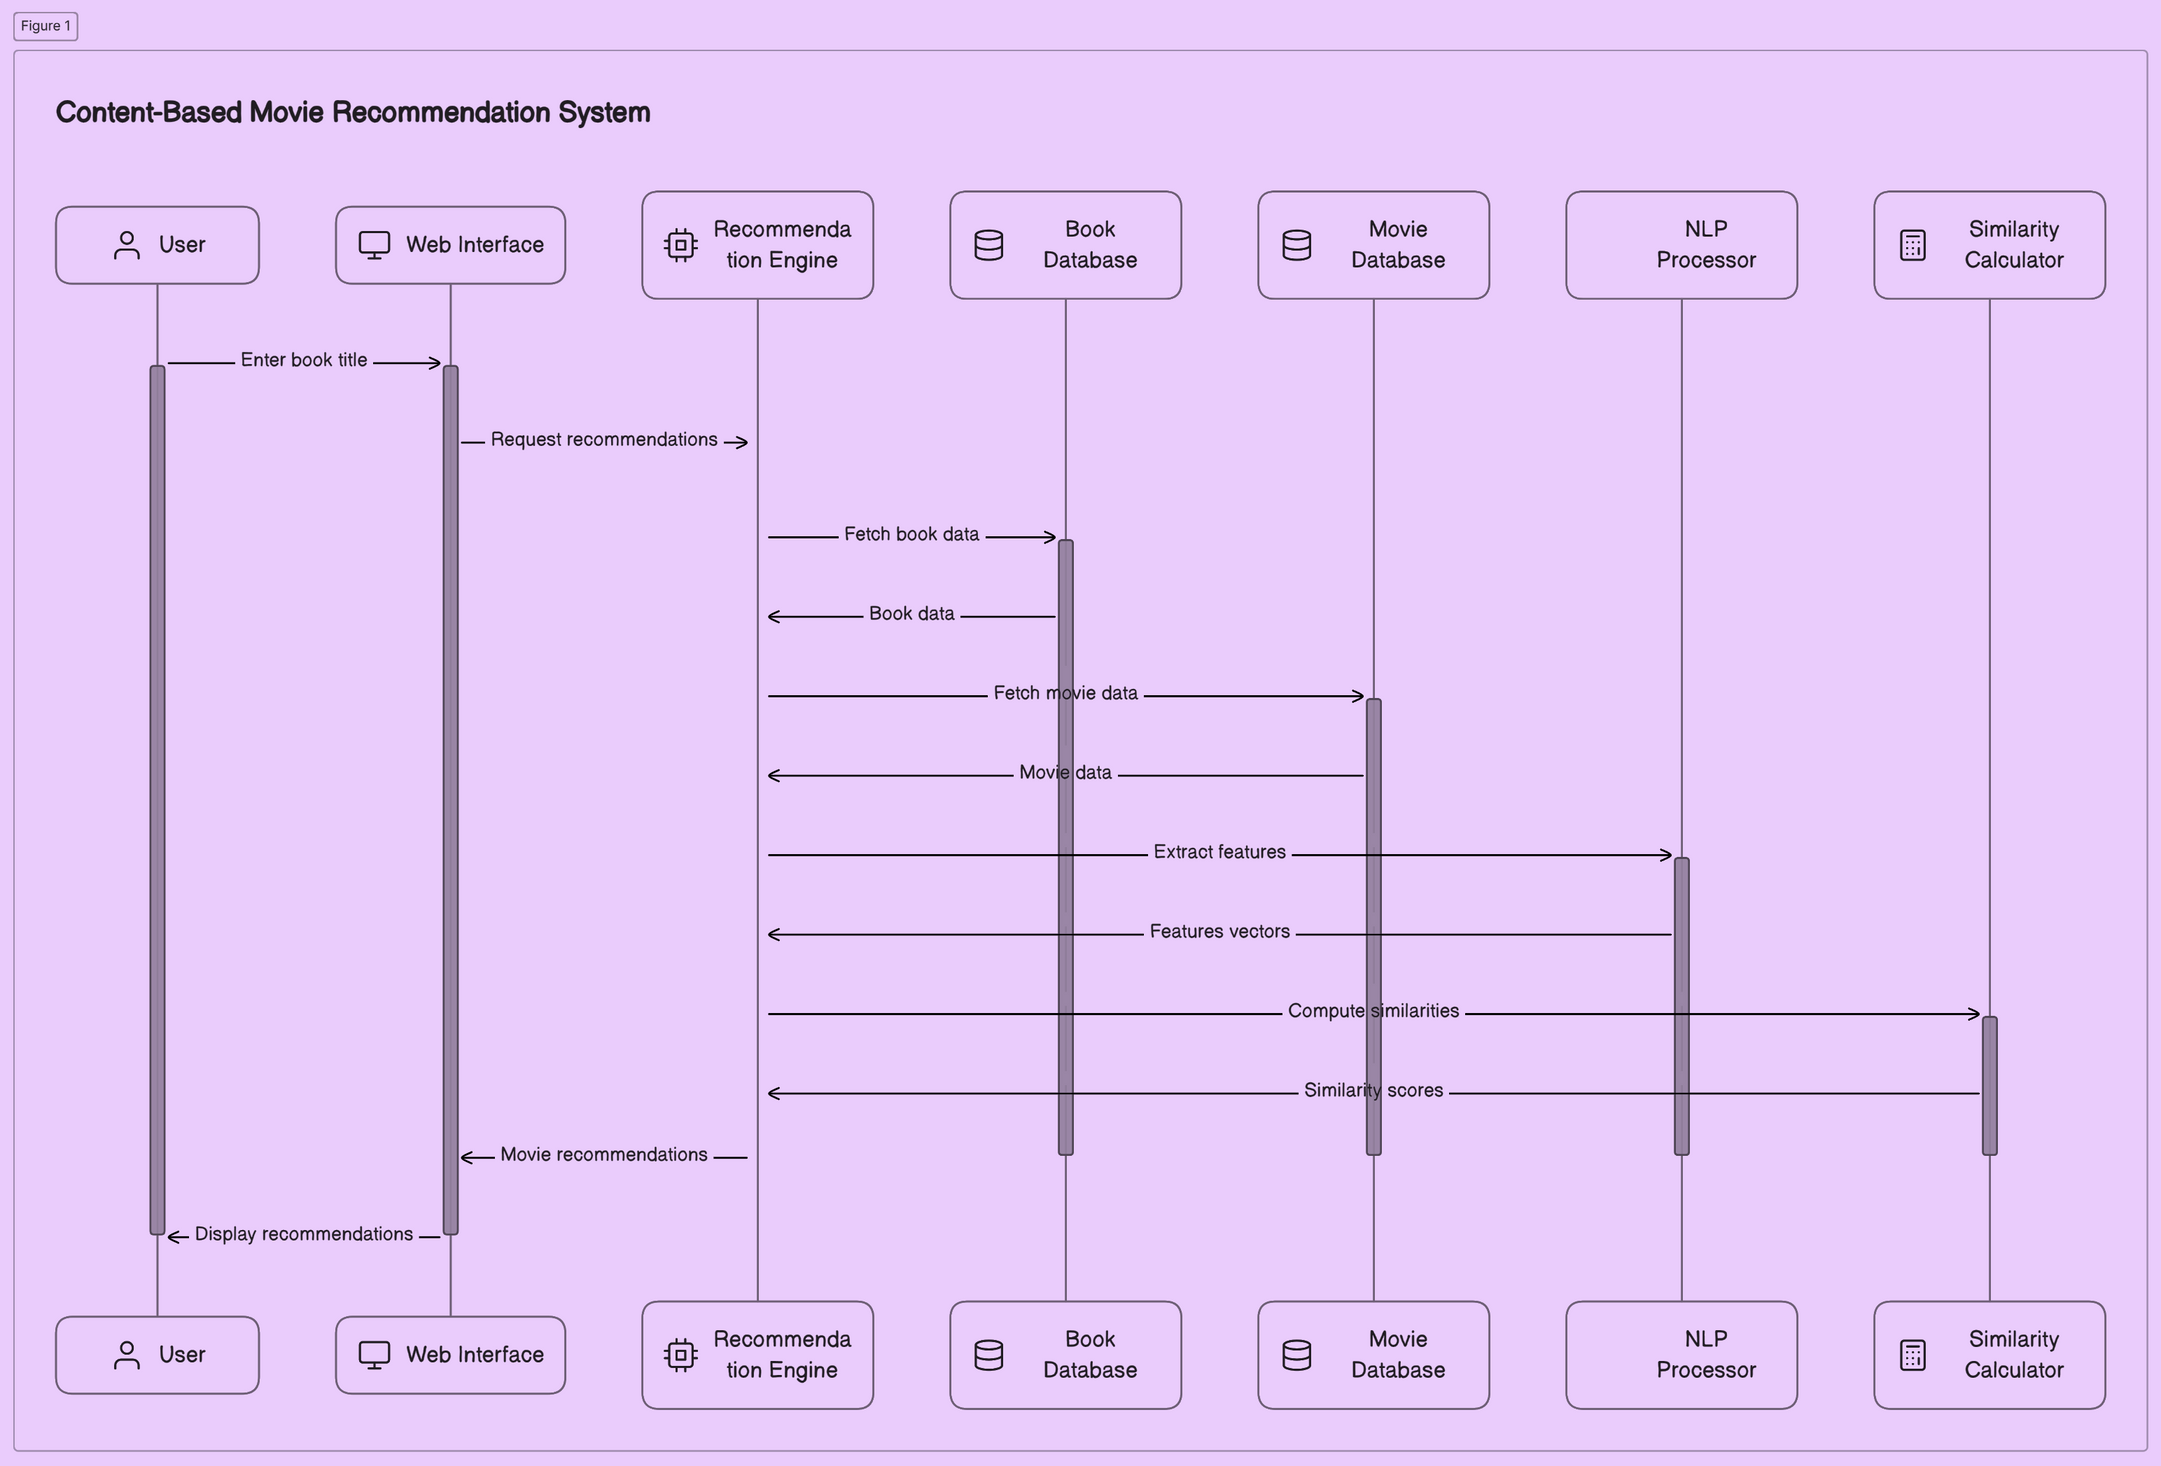 Figure 1
Content-Based Movie Recommendation System
User
Web Interface
Recommenda
tion Engine
Book
Database
Movie
Database
NLP
Processor
Similarity
Calculator
Enter book title
Request recommendations
Fetch book data
Book data
Fetch movie data
Movie data
Extract features
Features vectors
Compute similarities
Similarity scores
Movie recommendations
Display recommendations
User
Web Interface
Recommenda
tion Engine
Book
Database
Movie
Database
NLP
Processor
Similarity
Calculator